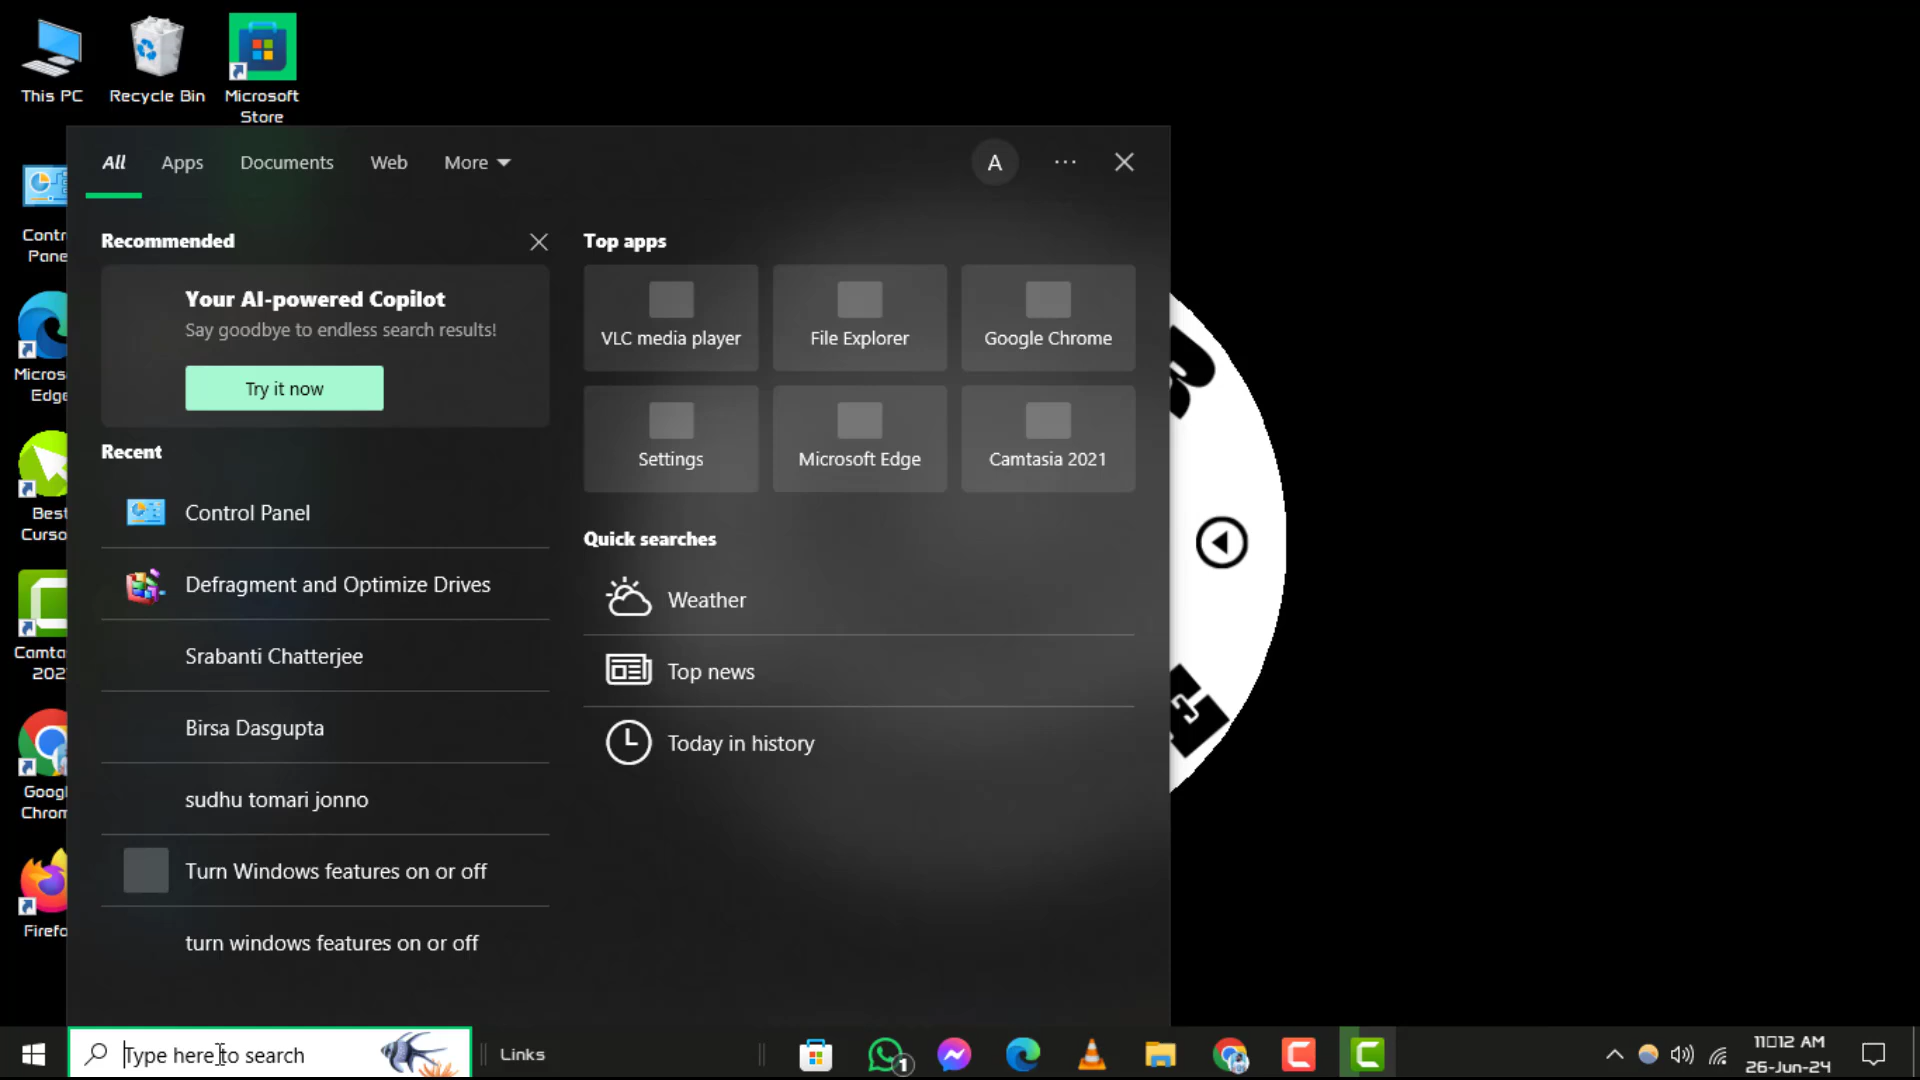 This PC
Recycle Bin
Microsoft
Store
Contr
Pane
Micros
Edge
Best
Curso
Camta
202
Googl
Chrom
Firefo
All
Apps
Documents
Web
More
A
Recommended
Your AI-powered Copilot
Say goodbye to endless search results!
Try it now
Recent
Control Panel
Defragment and Optimize Drives
Srabanti Chatterjee
Birsa Dasgupta
sudhu tomari jonno
Turn Windows features on or off
turn windows features on or off
Top apps
VLC media player
File Explorer
Google Chrome
Settings
Microsoft Edge
Camtasia 2021
Quick searches
Weather
Top news
Today in history
Type here to search
Links
1
11□12 AM
26-Jun-24